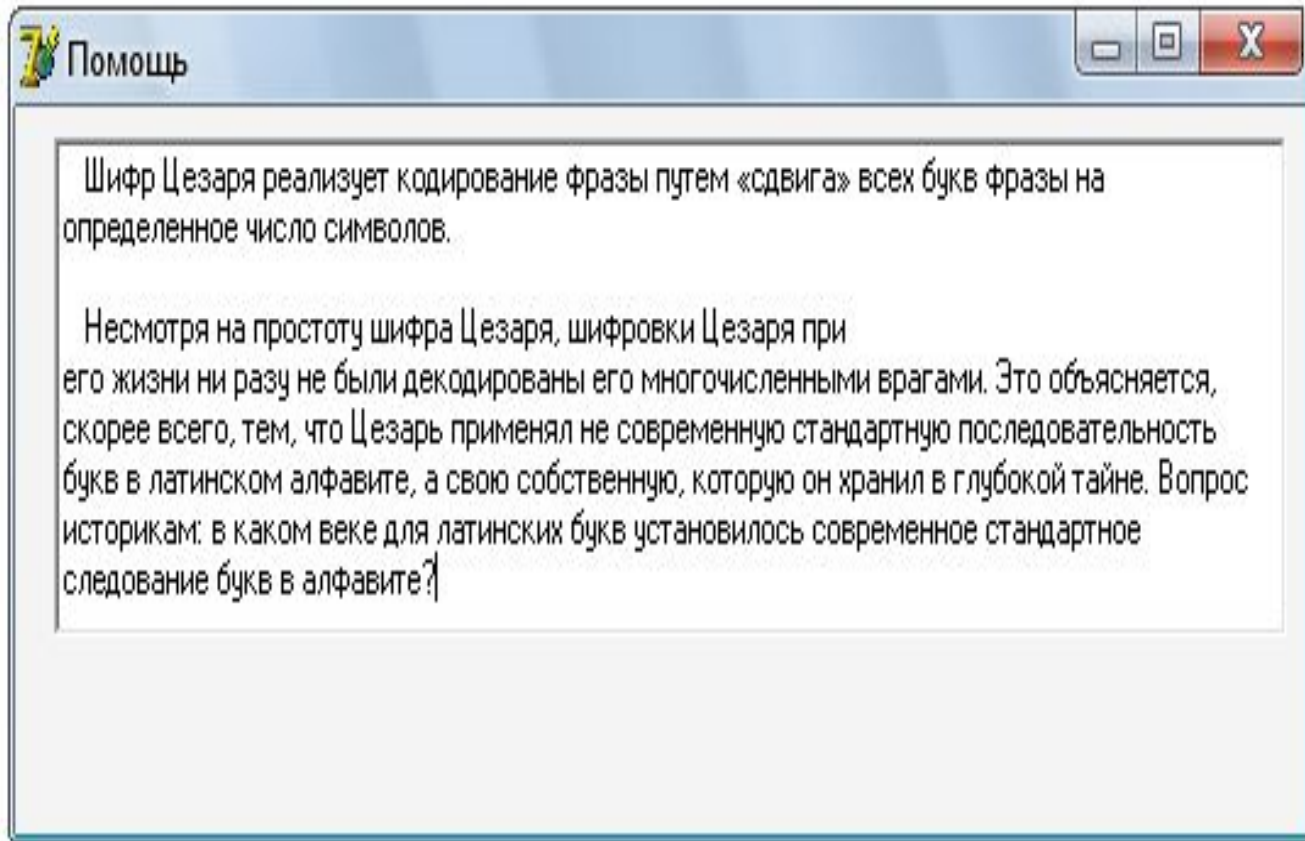 Помощь
Шифр Цезаря реализует кодирование фразы путем «сдвига» всех букв фразы на
определенное число символов.
Несмотря на простоту шифра Цезаря, шифровки Цезаря при
его жизни ни разу не были декодированы его многочисленными врагами. Это объясняется,
скорее всего, тем, что Цезарь применял не современную стандартную последовательность
букв в латинском алфавите, а свою собственную, которую он хранил в глубокой тайне. Вопрос
историкам: в каком веке для латинских букв установилось современное стандартное
следование букв в алфавите?